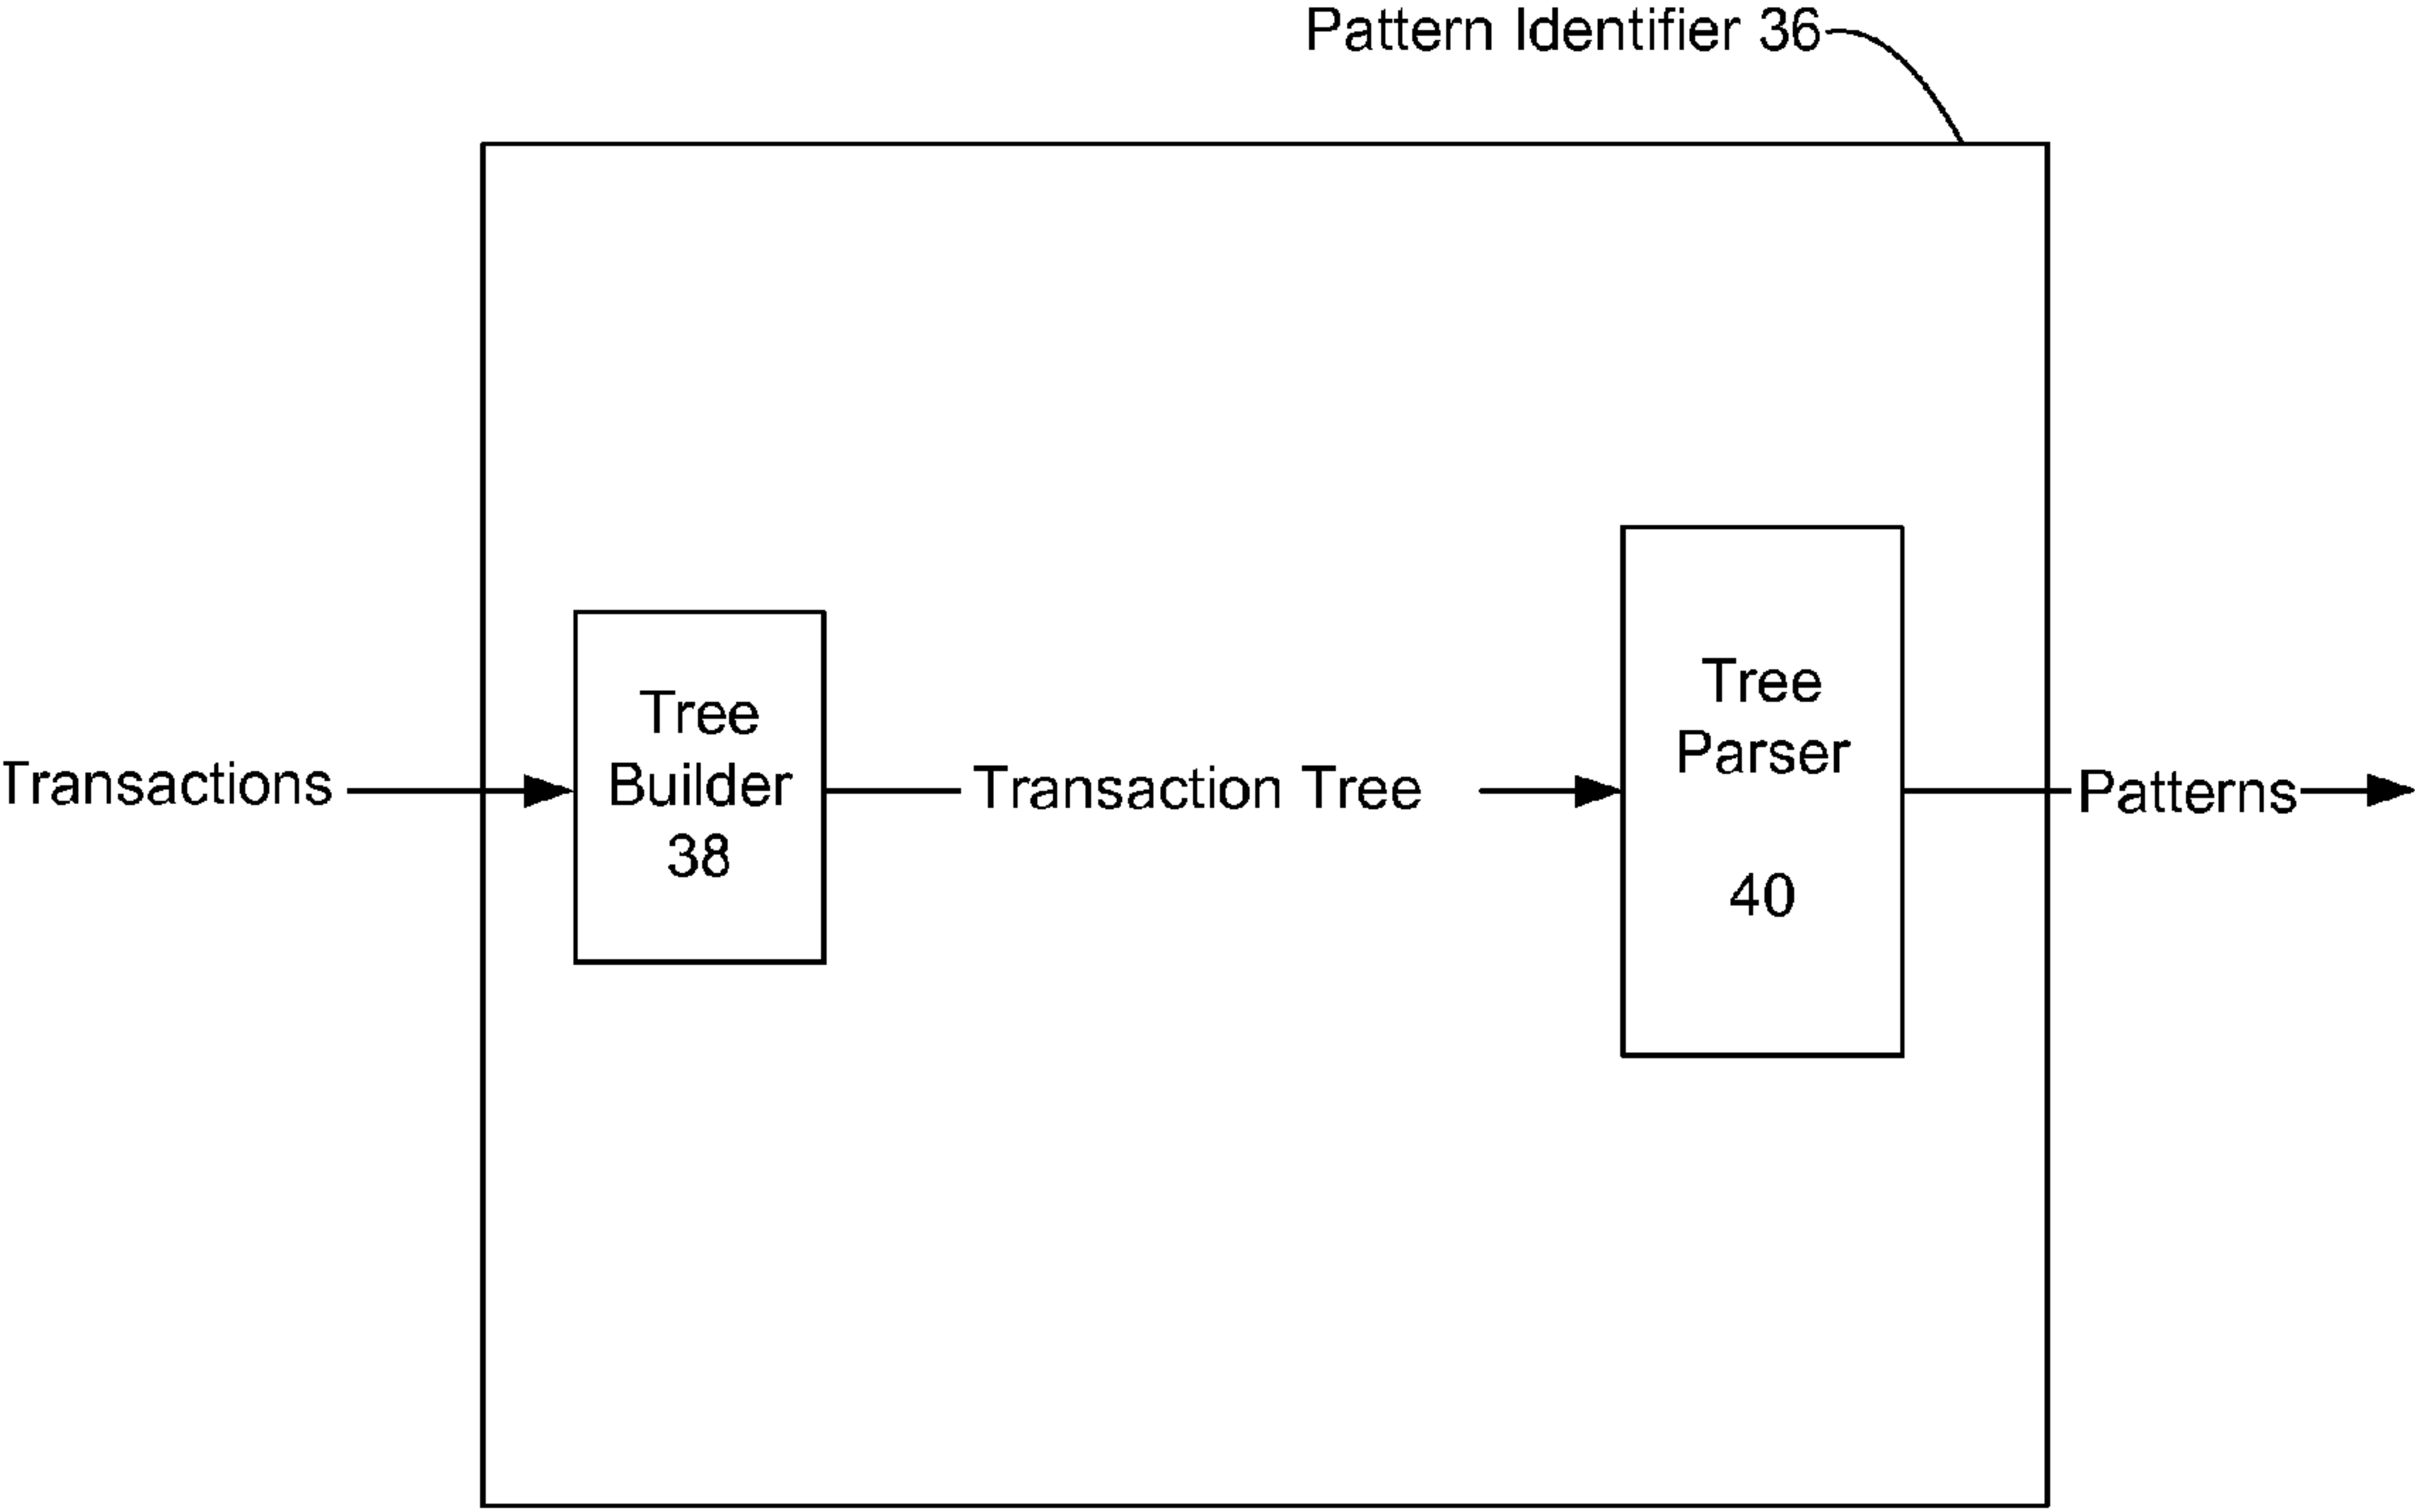 Pattern Identifier 36
Transactions
Tree
Builder
38
Transaction Tree
Tree
Parser
40
Patterns